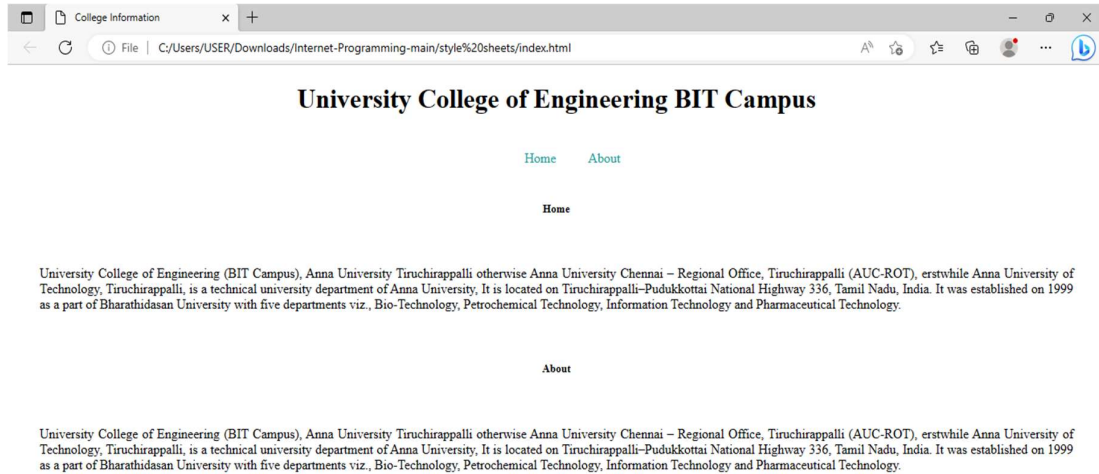 College Information
File | C:/Users/USER/Downloads/Internet-Programming-main/style%20sheets/index.html
University College of Engineering BIT Campus
Home About
Home
University College of Engineering (BIT Campus), Anna University Tiruchirappalli otherwise Anna University Chennai – Regional Office, Tiruchirappalli (AUC-ROT), erstwhile Anna University of
Technology, Tiruchirappalli, is a technical university department of Anna University, It is located on Tiruchirappalli–Pudukkottai National Highway 336, Tamil Nadu, India. It was established on 1999
as a part of Bharathidasan University with five departments viz., Bio-Technology, Petrochemical Technology, Information Technology and Pharmaceutical Technology.
About
University College of Engineering (BIT Campus), Anna University Tiruchirappalli otherwise Anna University Chennai – Regional Office, Tiruchirappalli (AUC-ROT), erstwhile Anna University of
Technology, Tiruchirappalli, is a technical university department of Anna University, It is located on Tiruchirappalli–Pudukkottai National Highway 336, Tamil Nadu, India. It was established on 1999
as a part of Bharathidasan University with five departments viz., Bio-Technology, Petrochemical Technology, Information Technology and Pharmaceutical Technology.